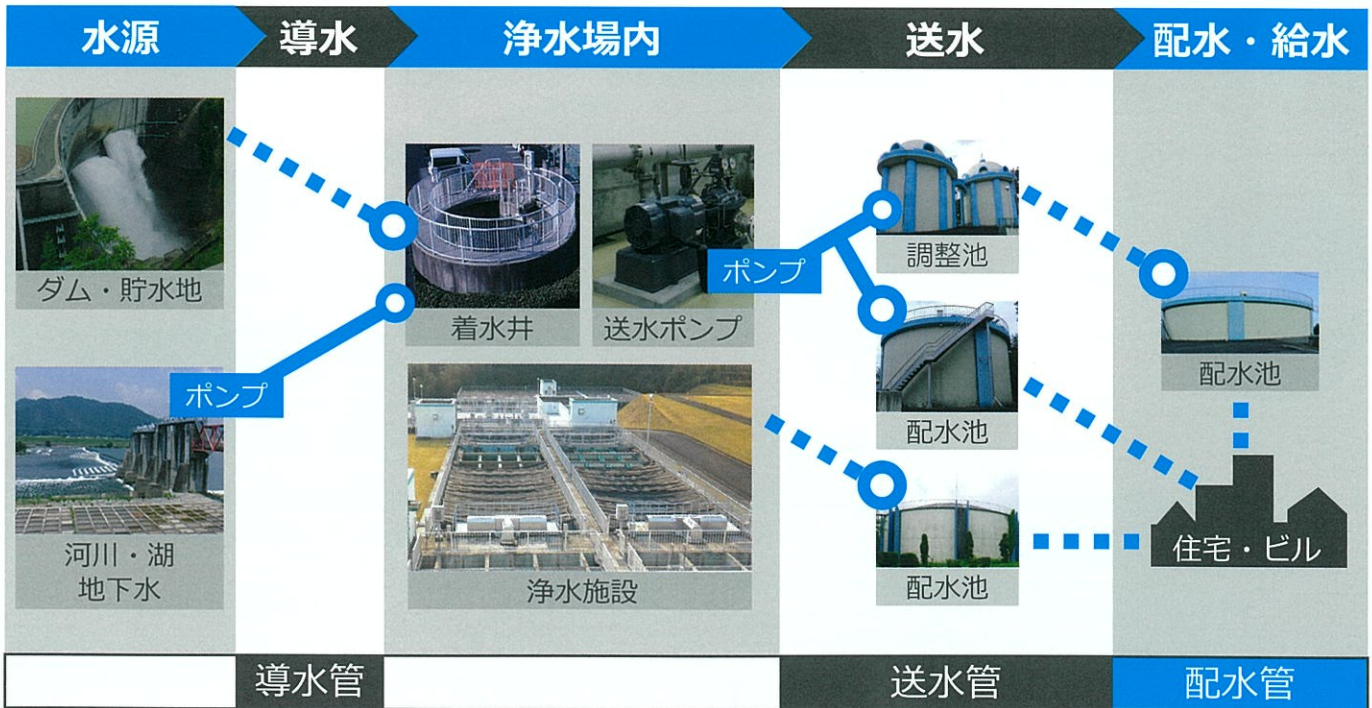 水源
導水
浄水場内
送水
配水・給水
ダム・貯水地
ポンプ
河川・湖
地下水
着水井
送水ポンプ
浄水施設
ポンプ
調整池
配水池
配水池
配水池
住宅・ビル
導水管
送水管
配水管